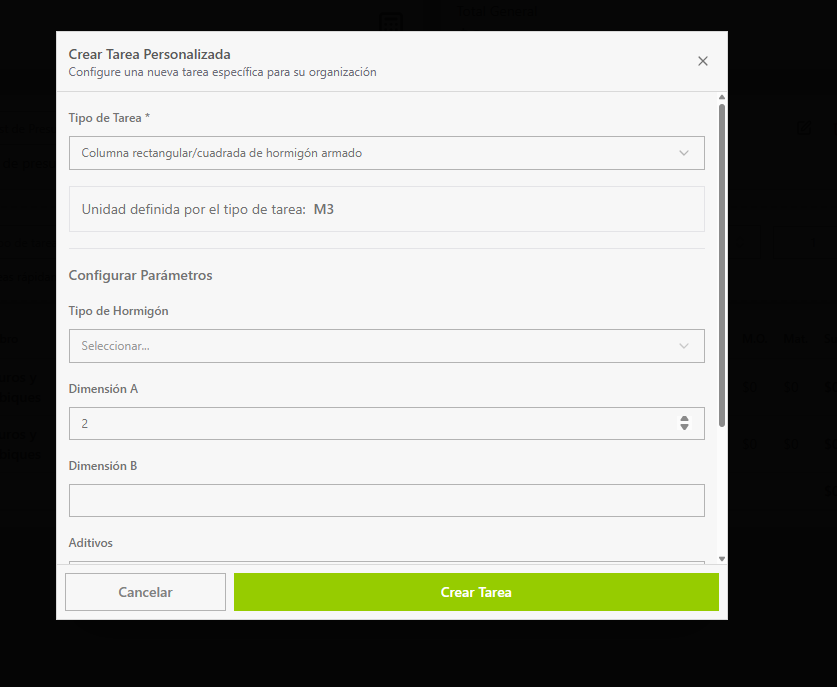 Crear Tarea Personalizada
Configure una nueva tarea específica para su organización
Tipo de Tarea *
Columna rectangular/cuadrada de hormigón armado
Unidad definida por el tipo de tarea: M3
Configurar Parámetros
Tipo de Hormigón
Seleccionar...
Dimensión A
2
Dimensión B
Aditivos
Cancelar
Crear Tarea